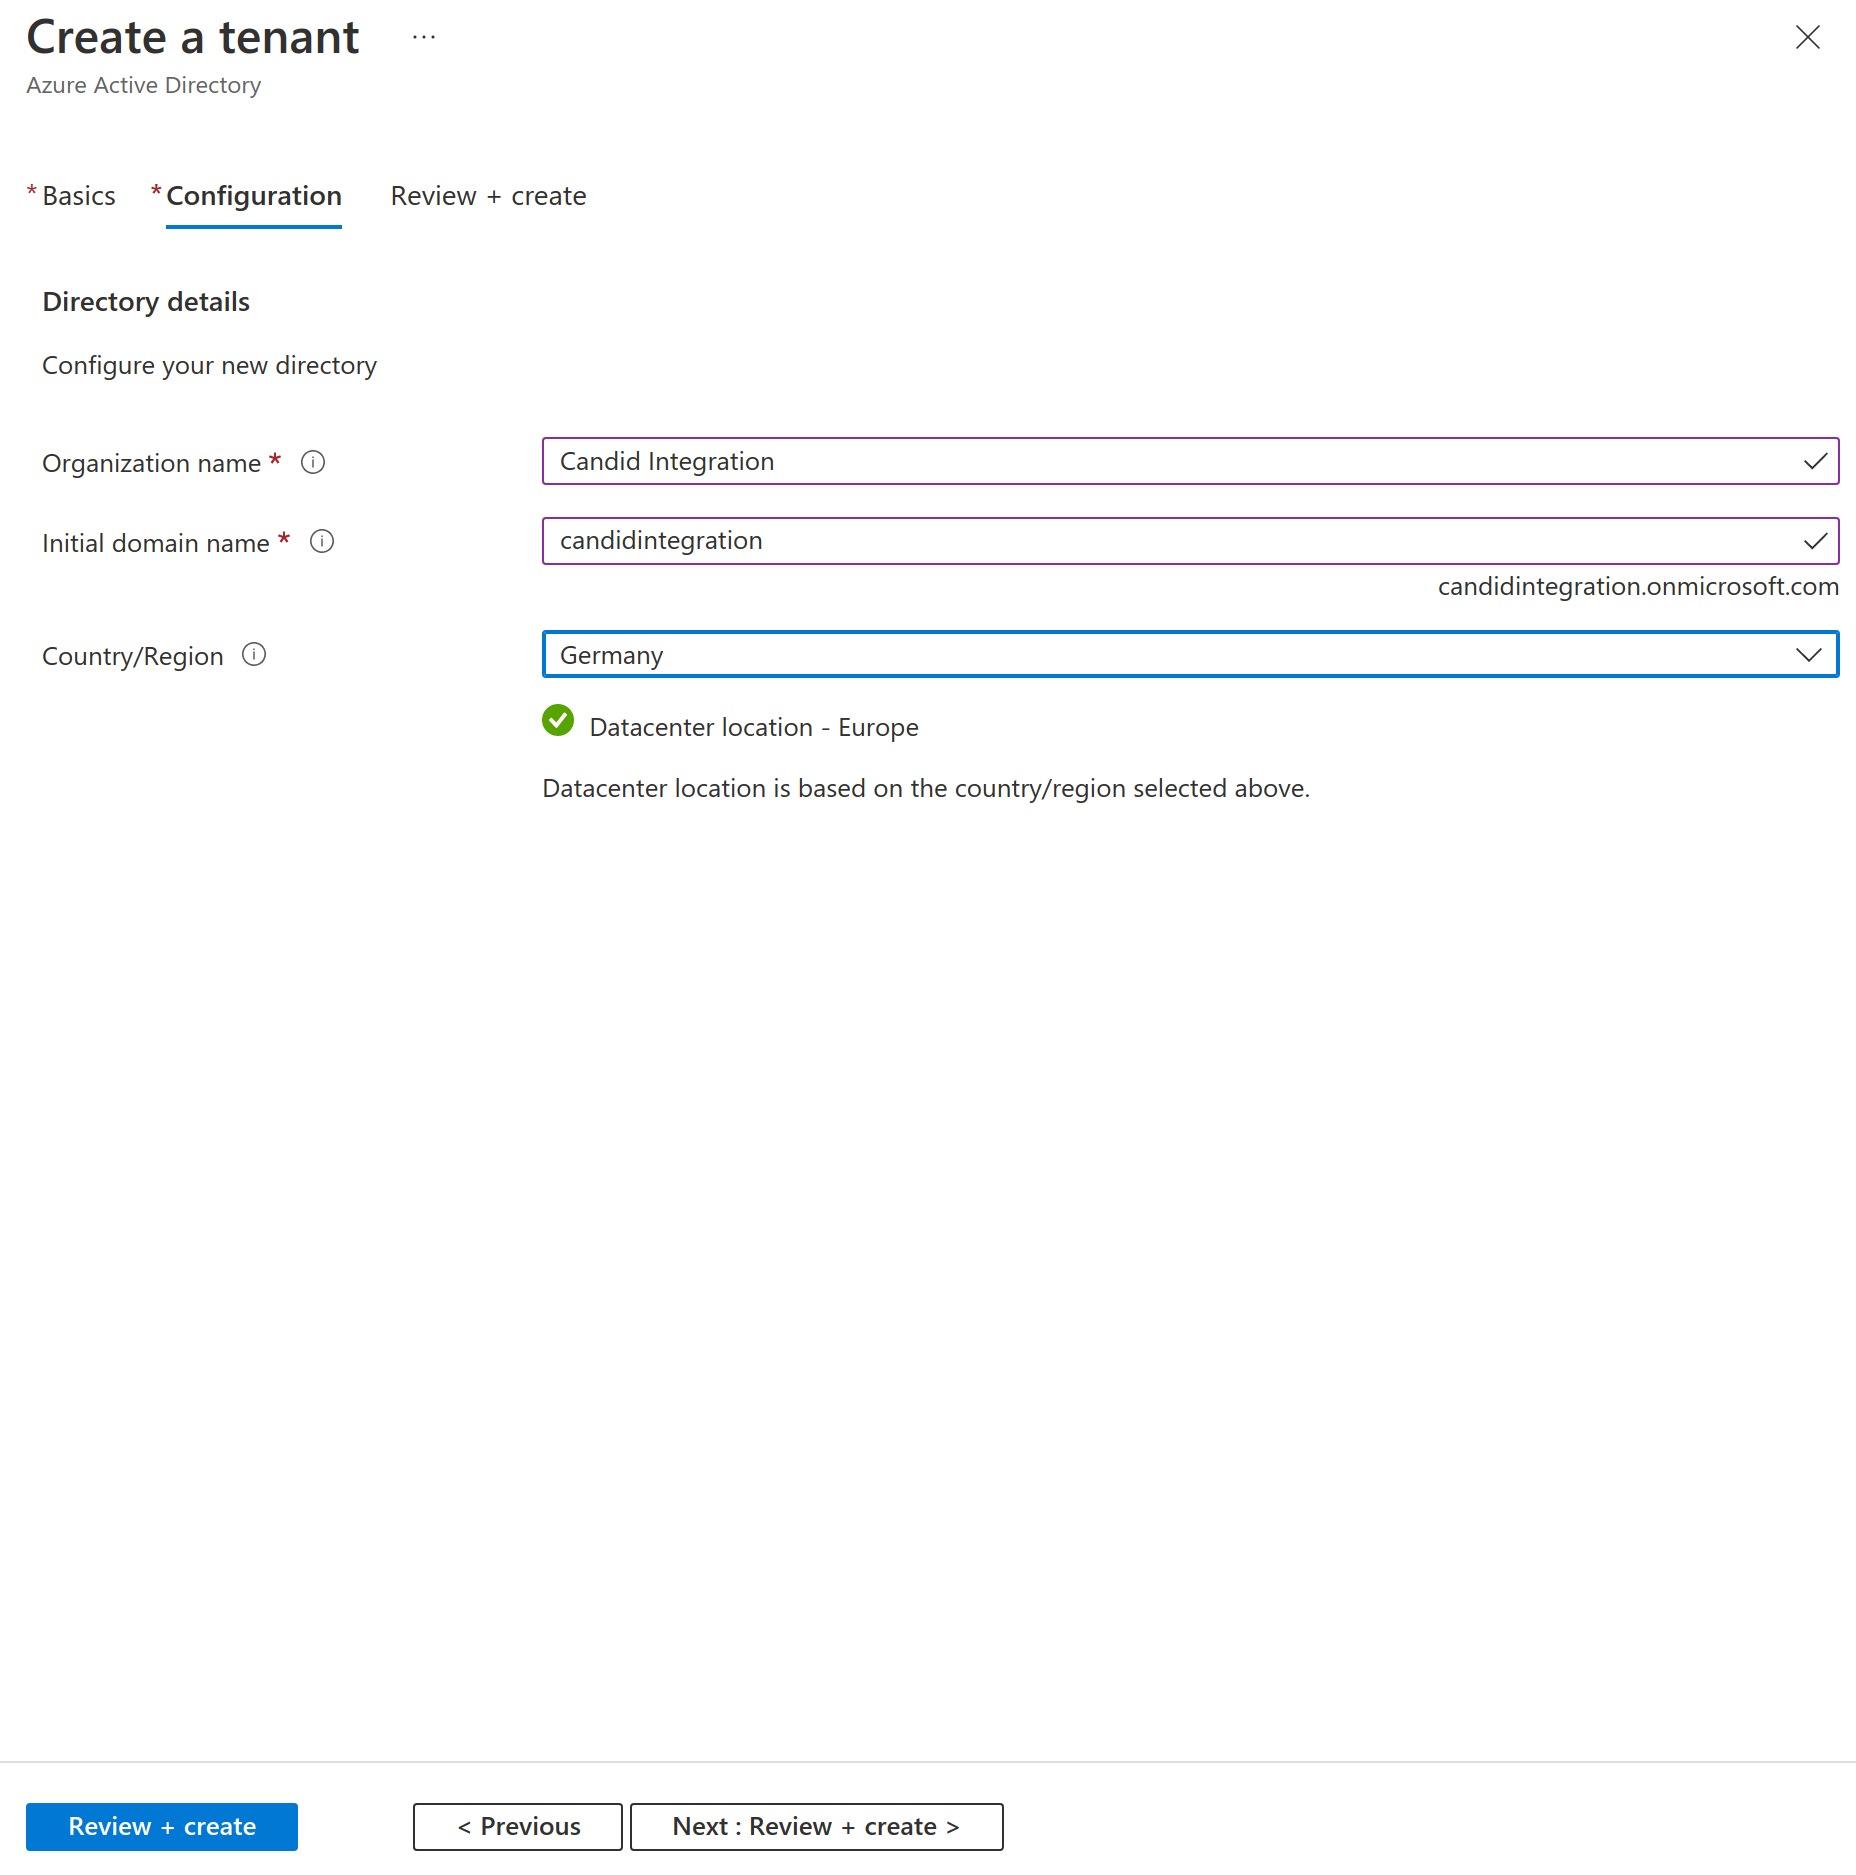 Create a tenant ...
Azure Active Directory
* Basics * Configuration Review + create
Directory details
Configure your new directory
Organization name * Candid Integration
Initial domain name * candidintegration
candidintegration.onmicrosoft.com
Country/Region Germany
Datacenter location - Europe
Datacenter location is based on the country/region selected above.
Review + create < Previous Next : Review + create >